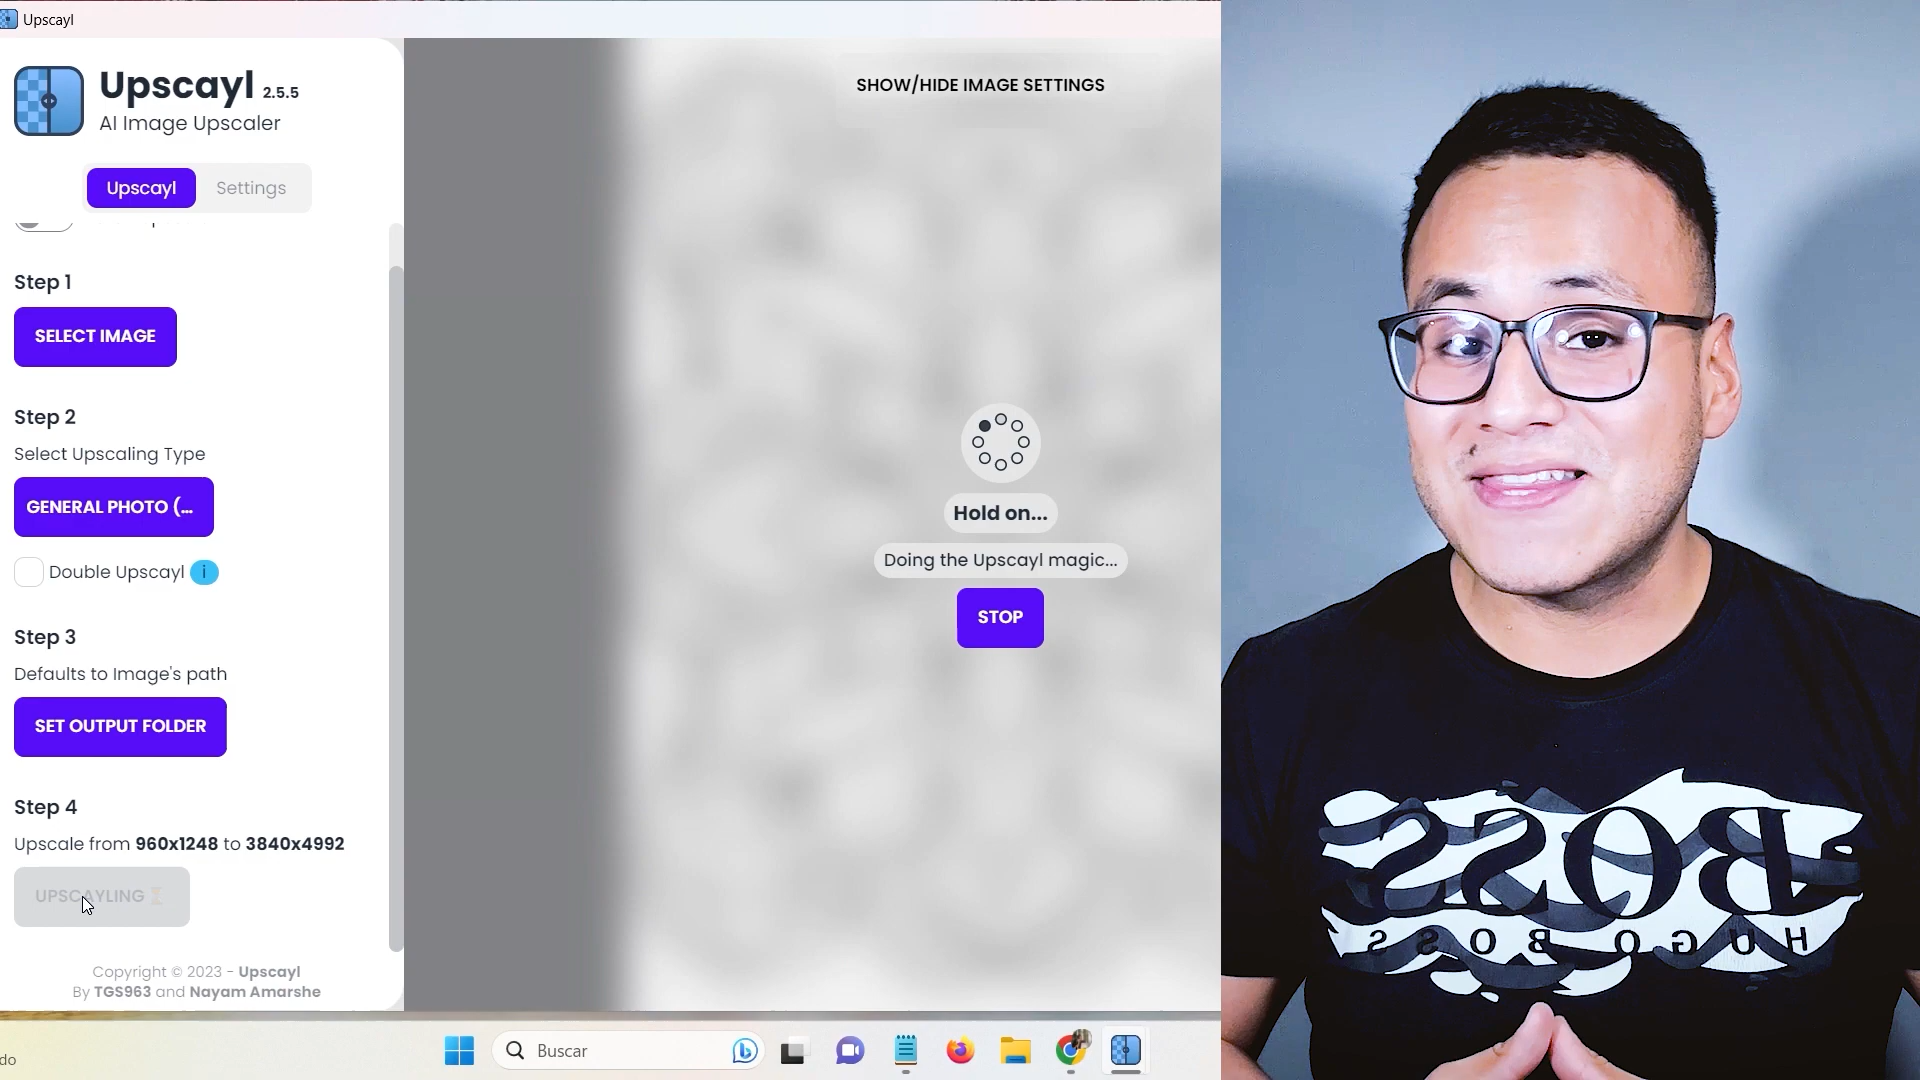 Upscayl
Upscayl 2.5.5
AI Image Upscaler
Upscayl Settings
Step 1
SELECT IMAGE
Step 2
Select Upscaling Type
GENERAL PHOTO (...
Double Upscayl i
Step 3
Defaults to Image's path
SET OUTPUT FOLDER
Step 4
Upscale from 960x1248 to 3840x4992
UPSCAYLING
Copyright © 2023 - Upscayl
By TGS963 and Nayam Amarshe
SHOW/HIDE IMAGE SETTINGS
Hold on...
Doing the Upscayl magic...
STOP
do
Buscar
BOSS
HUGO BOSS